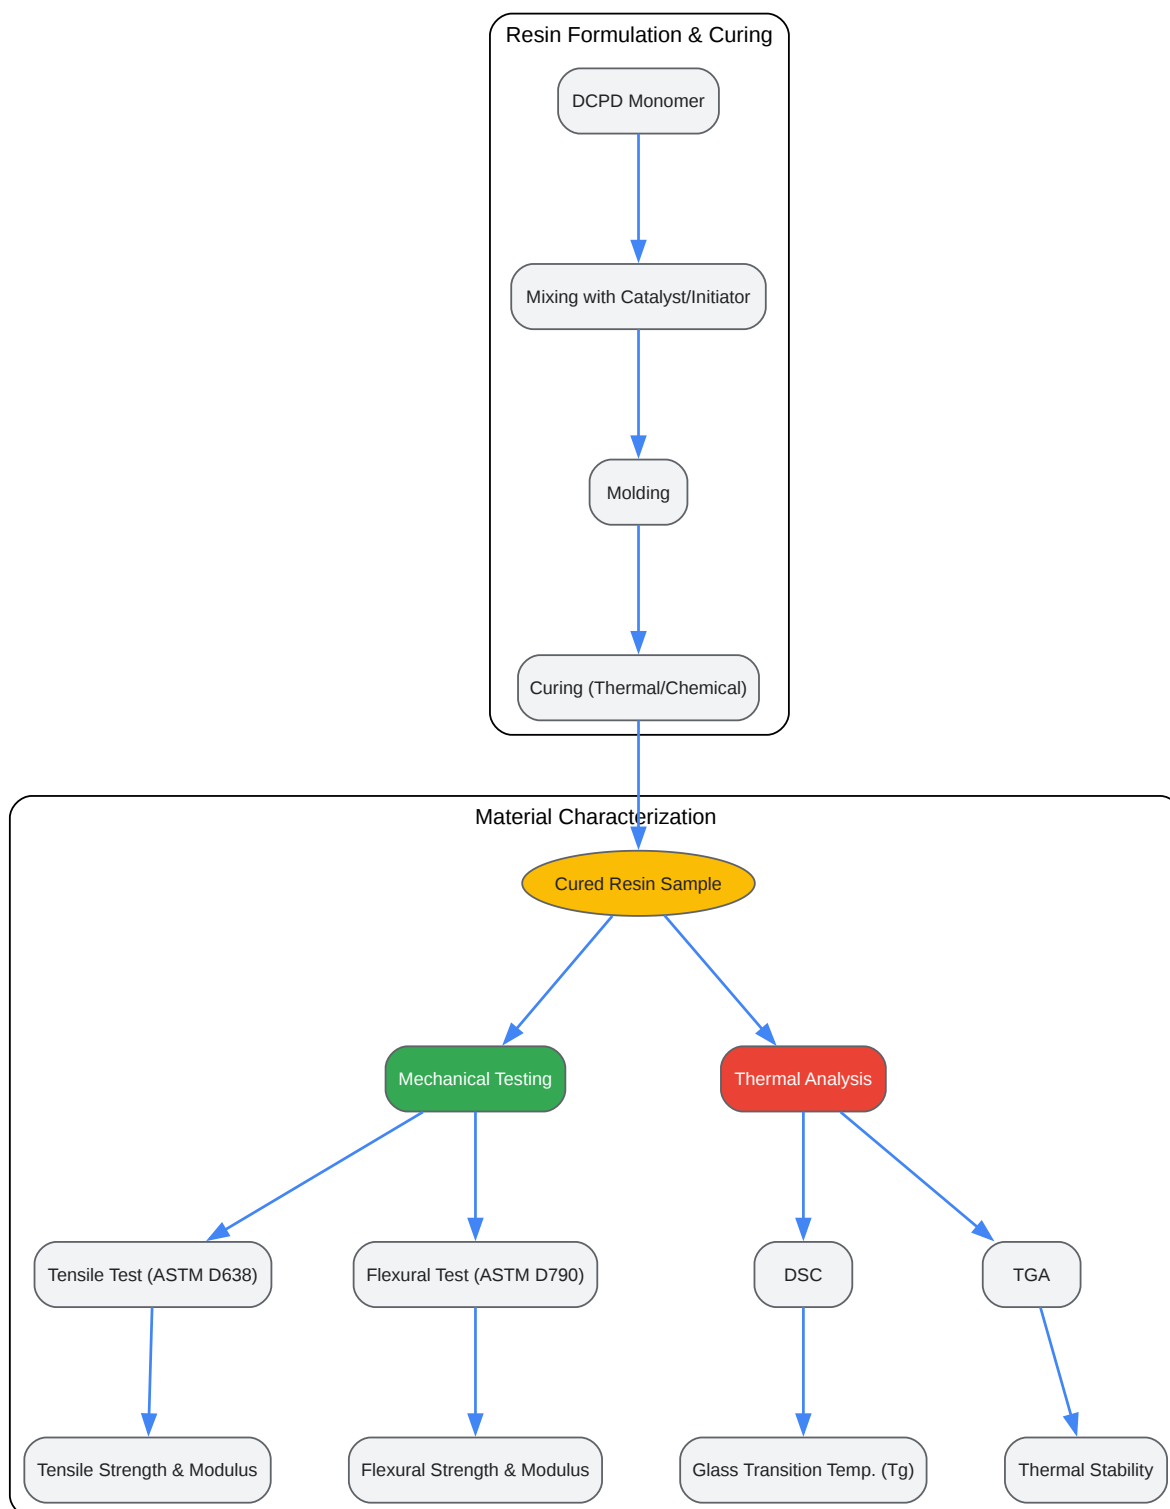 Resin Formulation & Curing
DCPD Monomer
Mixing with Catalyst/Initiator
Molding
Curing (Thermal/Chemical)
Material Characterization
Cured Resin Sample
Mechanical Testing
Thermal Analysis
Tensile Test (ASTM D638)
Flexural Test (ASTM D790)
DSC
TGA
Tensile Strength & Modulus
Flexural Strength & Modulus
Glass Transition Temp. (Tg)
Thermal Stability